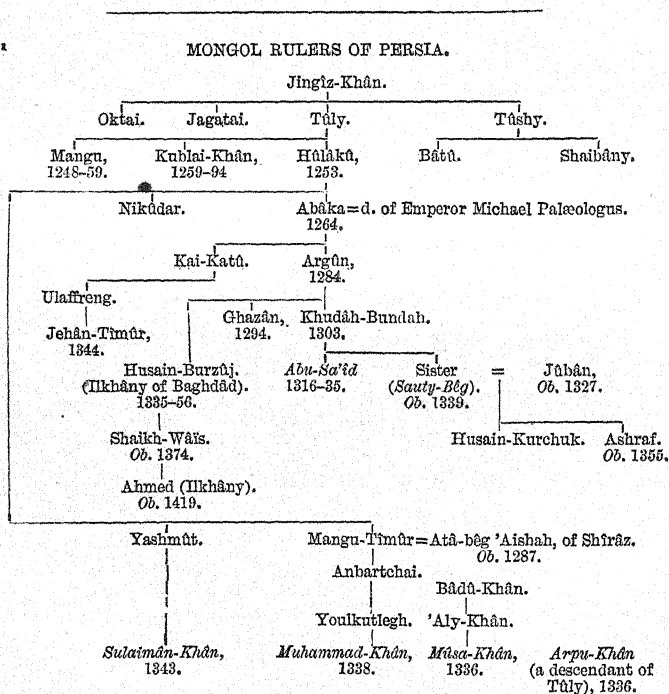 1
MONGOL RULERS OF PERSIA.
Jingîz-Khân.
Oktai. Jagatai. Tûly. Tûshy.
Mangu, Kublai-Khân, Hûlâkû, Bâtû. Shaibâny.
1248–59. 1259–94 1253.
Nikûdar. Abâka=d. of Emperor Michael Palæologus.
1264.
Kai-Katû. Argûn,
1284.
Ulaffreng.
Ghazân, Khudâh-Bundah.
Jehân-Tîmûr, 1294. 1303.
1344.
Husain-Burzûj. Abu-Sa'îd Sister = Jûbân,
(Ilkhâny of Baghdâd). 1316–35. (Sauty-Bêg). Ob. 1327.
1335–56. Ob. 1339.
Shaikh-Wâïs. Husain-Kurchuk. Ashraf.
Ob. 1374. Ob. 1355.
Ahmed (Ilkhâny).
Ob. 1419.
Yashmût. Mangu-Tîmûr=Atâ-bêg 'Aishah, of Shîrâz.
Ob. 1287.
Anbartchai.
Bâdû-Khân.
Youlkutlegh. 'Aly-Khân.
Sulaimân-Khân, Muhammad-Khân, Mûsa-Khân, Arpu-Khân
1343. 1338. 1336. (a descendant of
Tûly), 1336.